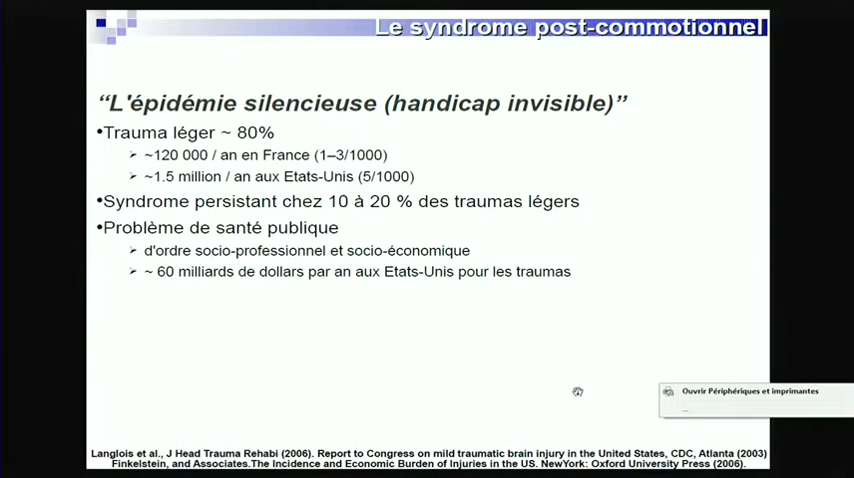 Le syndrome post-commotionnel
“L'épidémie silencieuse (handicap invisible)”
•Trauma léger ~ 80%
➢ ~120 000 / an en France (1–3/1000)
➢ ~1.5 million / an aux Etats-Unis (5/1000)
•Syndrome persistant chez 10 à 20 % des traumas légers
•Problème de santé publique
➢ d'ordre socio-professionnel et socio-économique
➢ ~ 60 milliards de dollars par an aux Etats-Unis pour les traumas
Ouvrir Périphériques et imprimantes
...
Langlois et al., J Head Trauma Rehabi (2006). Report to Congress on mild traumatic brain injury in the United States, CDC, Atlanta (2003)
Finkelstein, and Associates.The Incidence and Economic Burden of Injuries in the US. NewYork: Oxford University Press (2006).